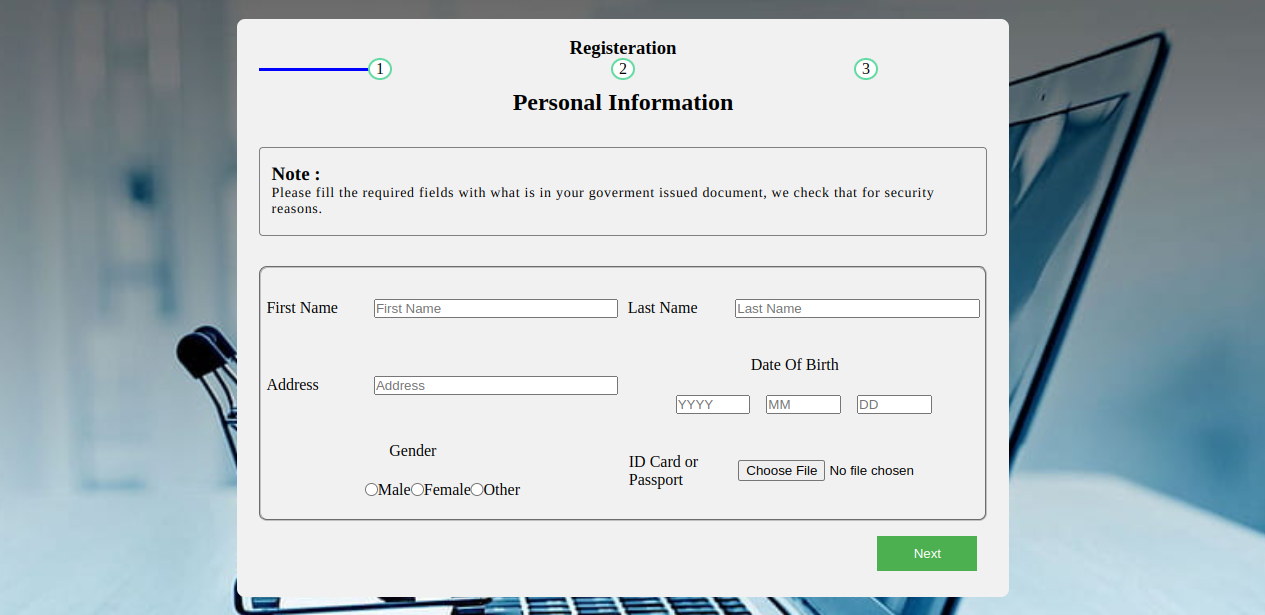 Registeration
1 2 3
Personal Information
Note :
Please fill the required fields with what is in your goverment issued document, we check that for security
reasons.
First Name First Name Last Name Last Name
Date Of Birth
Address Address
YYYY MM DD
Gender
ID Card or
Passport
Choose File No file chosen
Male Female Other
Next